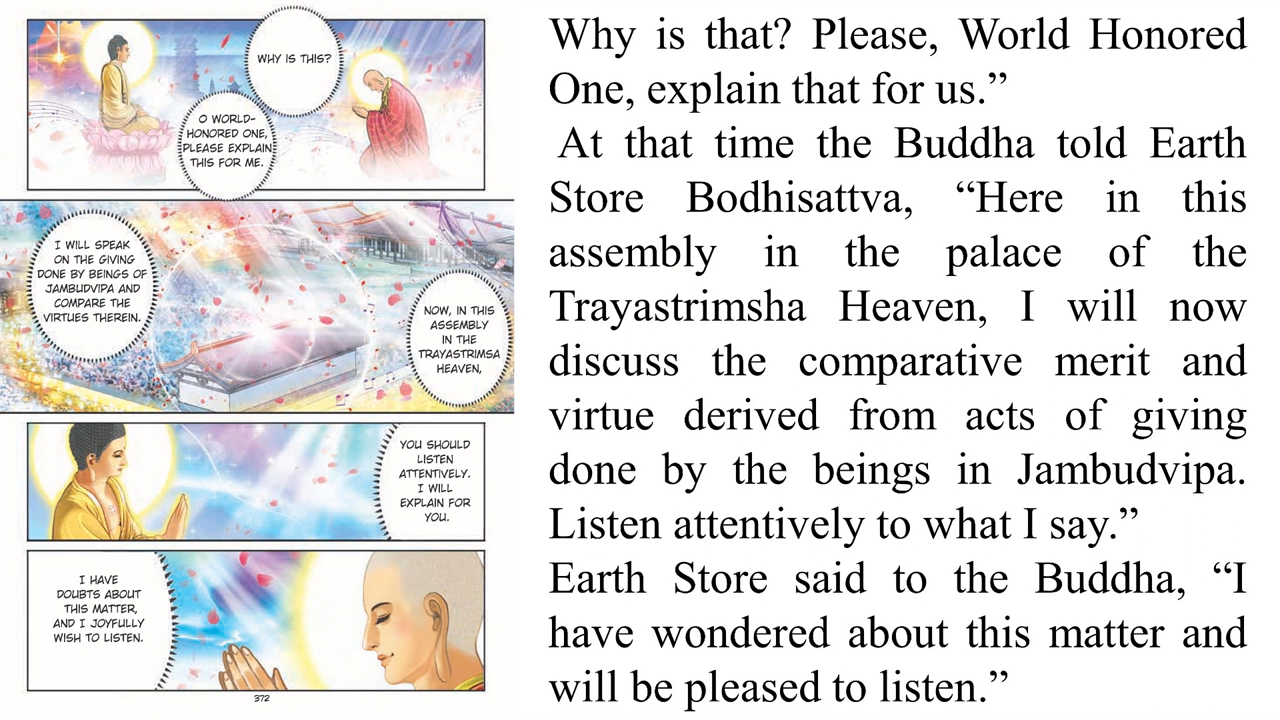 WHY IS THIS?
O WORLD-
HONORED ONE,
PLEASE EXPLAIN
THIS FOR ME.
I WILL SPEAK
ON THE GIVING
DONE BY BEINGS OF
JAMBUDVIPA AND
COMPARE THE
VIRTUES THEREIN.
NOW, IN THIS
ASSEMBLY
IN THE
TRAYASTRIMSA
HEAVEN,
YOU SHOULD
LISTEN
ATTENTIVELY.
I WILL
EXPLAIN FOR
YOU.
I HAVE
DOUBTS ABOUT
THIS MATTER,
AND I JOYFULLY
WISH TO LISTEN.
372
Why is that? Please, World Honored
One, explain that for us.”
At that time the Buddha told Earth
Store Bodhisattva, “Here in this
assembly in the palace of the
Trayastrimsha Heaven, I will now
discuss the comparative merit and
virtue derived from acts of giving
done by the beings in Jambudvipa.
Listen attentively to what I say.”
Earth Store said to the Buddha, “I
have wondered about this matter and
will be pleased to listen.”